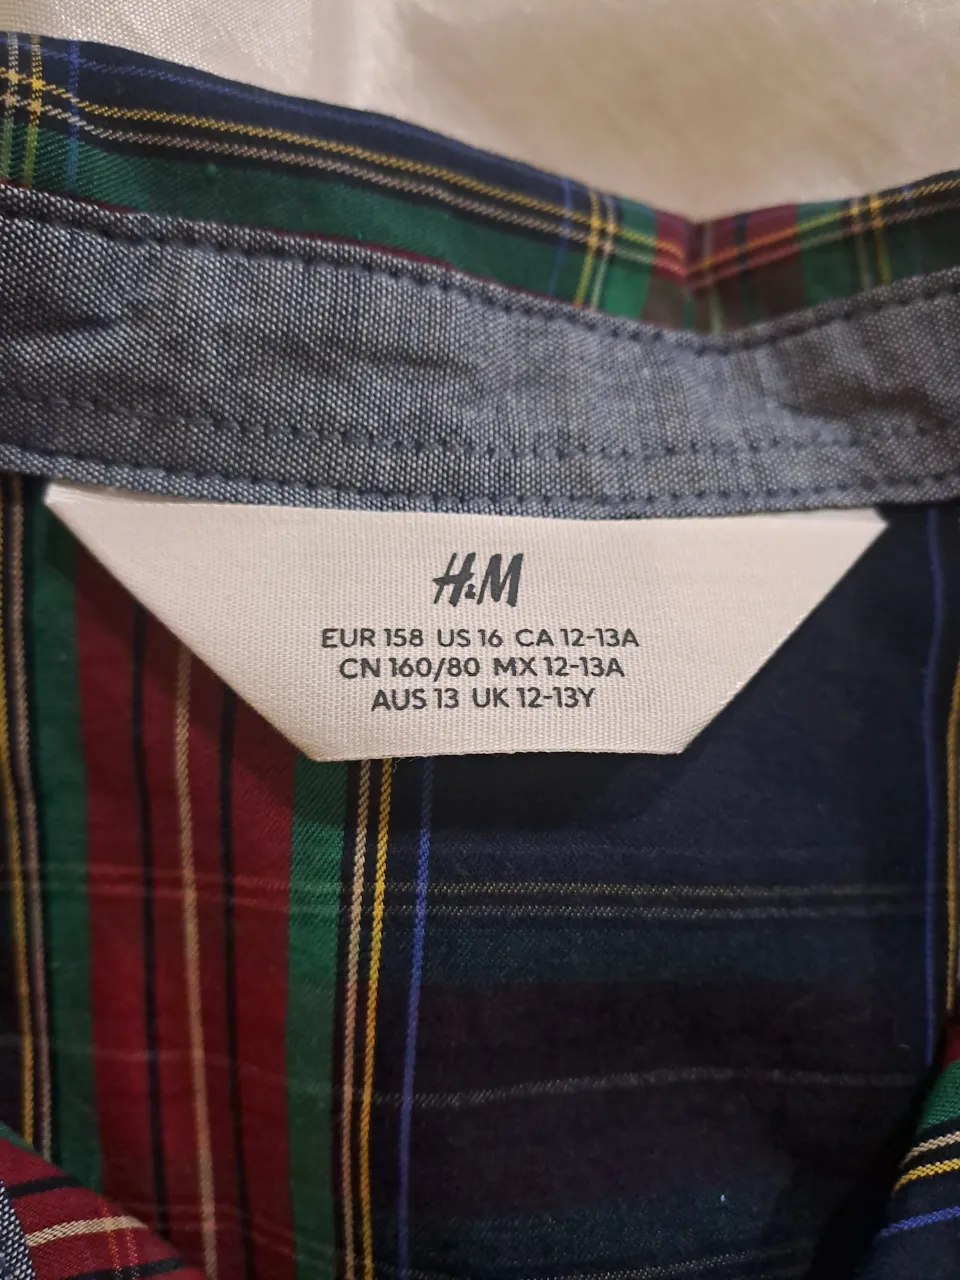 H&M
EUR 158 US 16 CA 12-13A
CN 160/80 MX 12-13A
AUS 13 UK 12-13Y